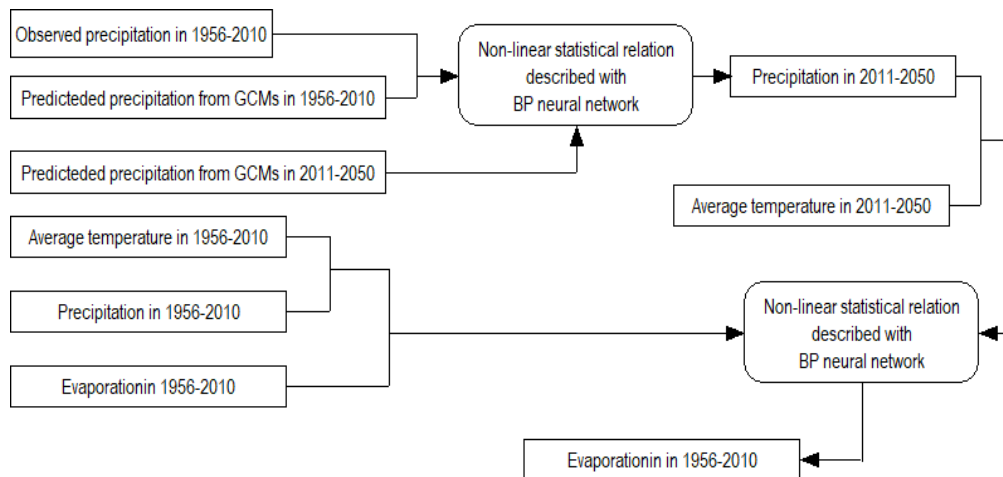 Observed precipitation in 1956-2010
Predicteded precipitation from GCMs in 1956-2010
Predicteded precipitation from GCMs in 2011-2050
Non-linear statistical relation
described with
BP neural network
Precipitation in 2011-2050
Average temperature in 2011-2050
Average temperature in 1956-2010
Precipitation in 1956-2010
Evaporationin 1956-2010
Non-linear statistical relation
described with
BP neural network
Evaporationin in 1956-2010